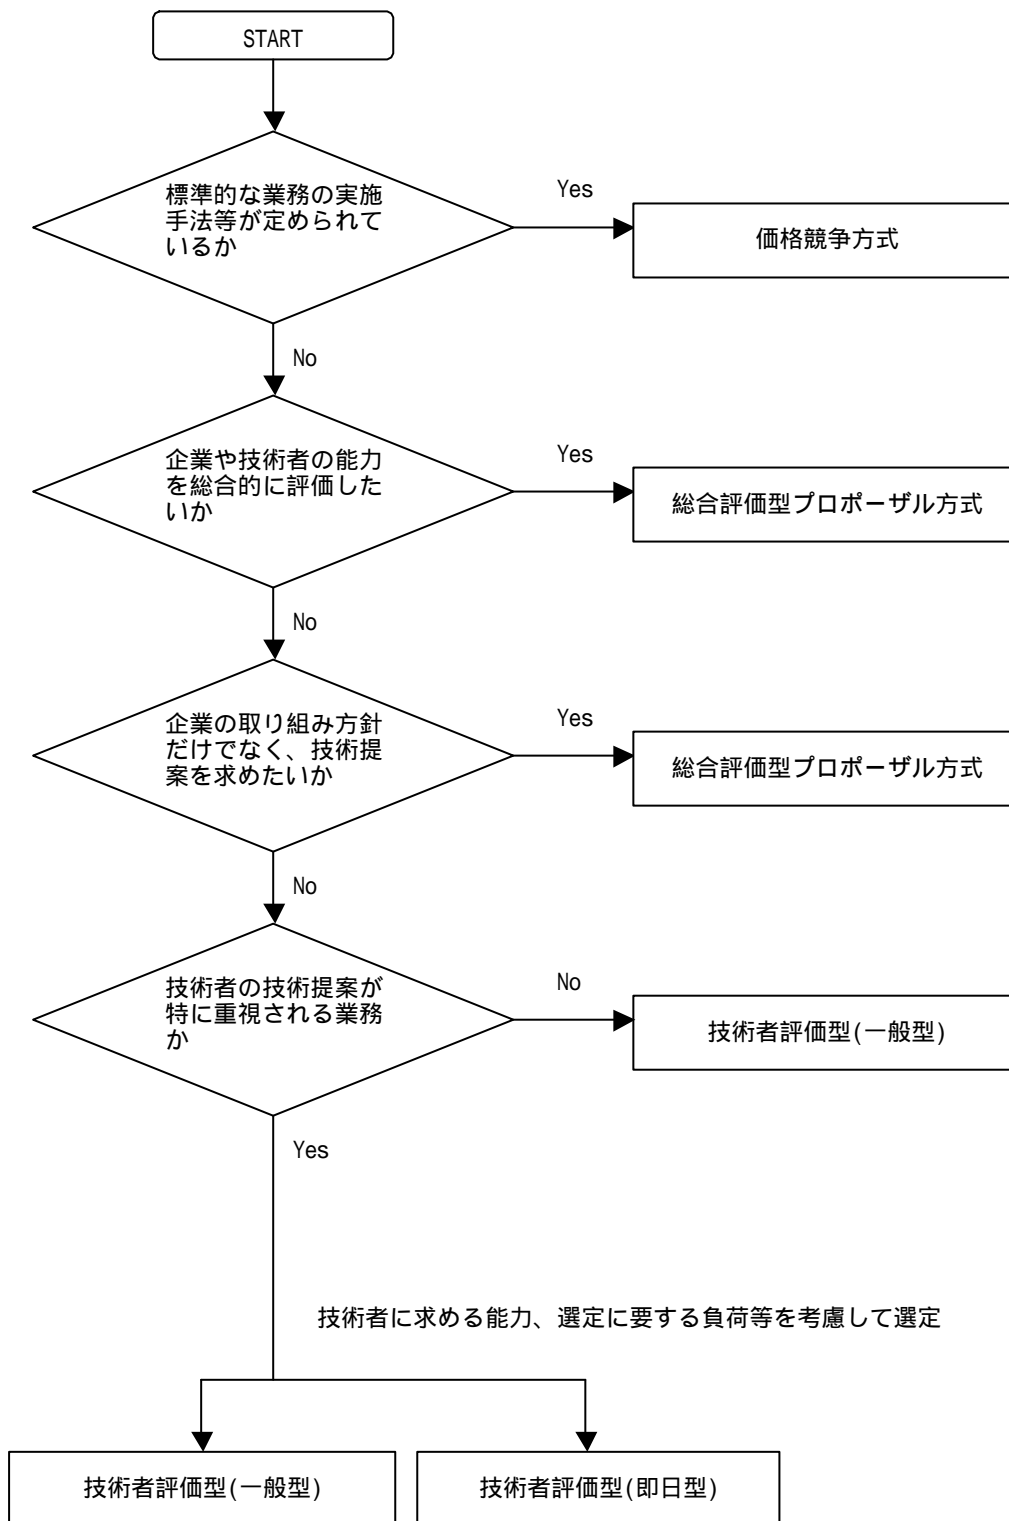 START
標準的な業務の実施
手法等が定められて
いるか
Yes
価格競争方式
No
企業や技術者の能力
を総合的に評価した
いか
Yes
総合評価型プロポーザル方式
No
企業の取り組み方針
だけでなく、技術提
案を求めたいか
Yes
総合評価型プロポーザル方式
No
技術者の技術提案が
特に重視される業務
か
No
技術者評価型(一般型)
Yes
技術者に求める能力、選定に要する負荷等を考慮して選定
技術者評価型(一般型)
技術者評価型(即日型)